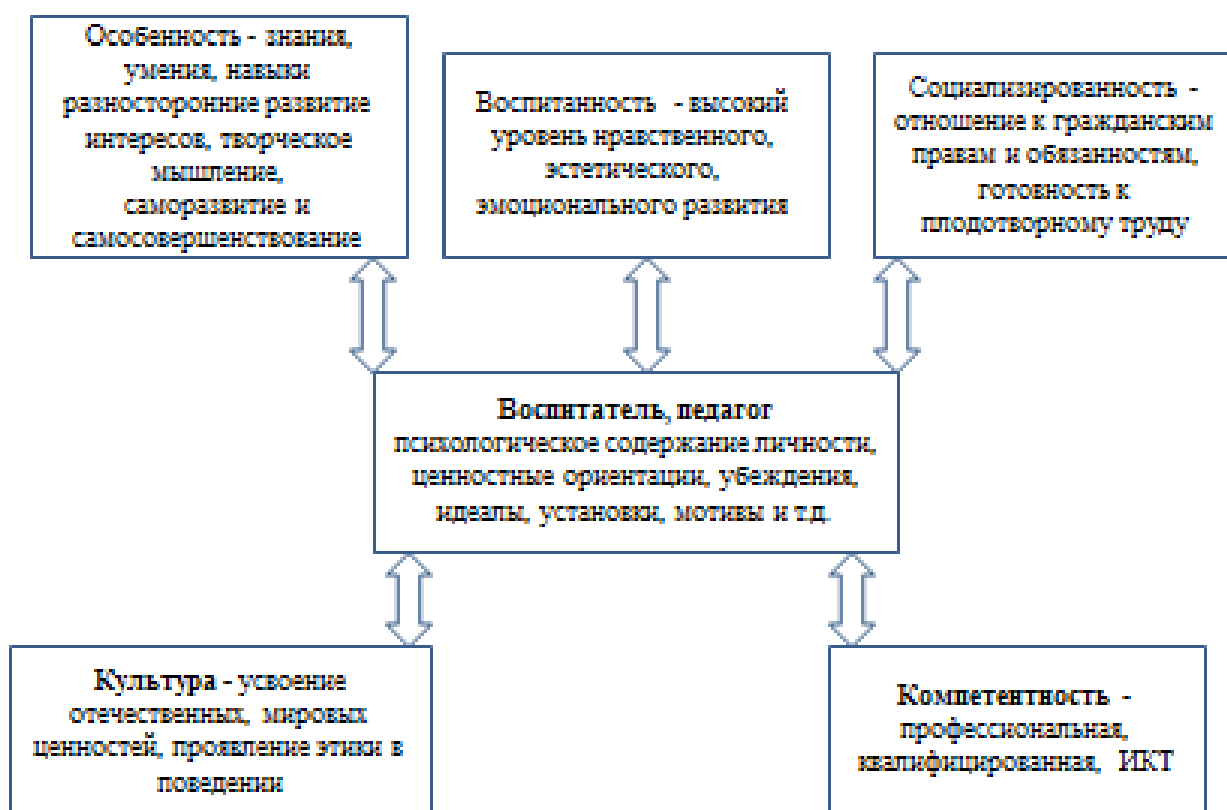 Особенность - знания,
умения, навыки
разносторонние развитие
интересов, творческое
мышление,
саморазвитие и
самосовершенствование
Воспитанность - высокий
уровень нравственного,
эстетического,
эмоционального развития
Социализированность -
отношение к гражданским
правам и обязанностям,
готовность к
плодотворному труду
Воспитатель, педагог
психологическое содержание личности,
ценностные ориентации, убеждения,
идеалы, установки, мотивы и т.д.
Культура - усвоение
отечественных, мировых
ценностей, проявление этики в
поведении
Компетентность -
профессиональная,
квалифицированная, ИКТ